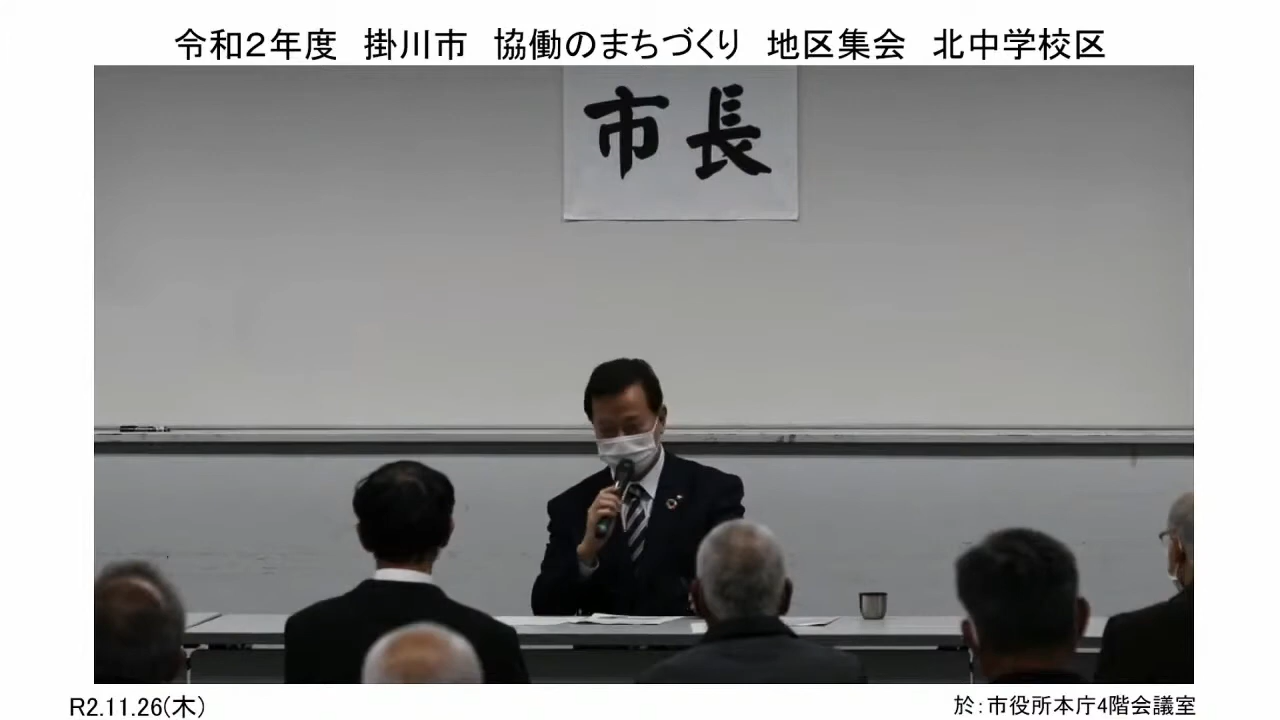 令和２年度　掛川市　協働のまちづくり　地区集会　北中学校区
市長
R2.11.26(木)
於：市役所本庁4階会議室